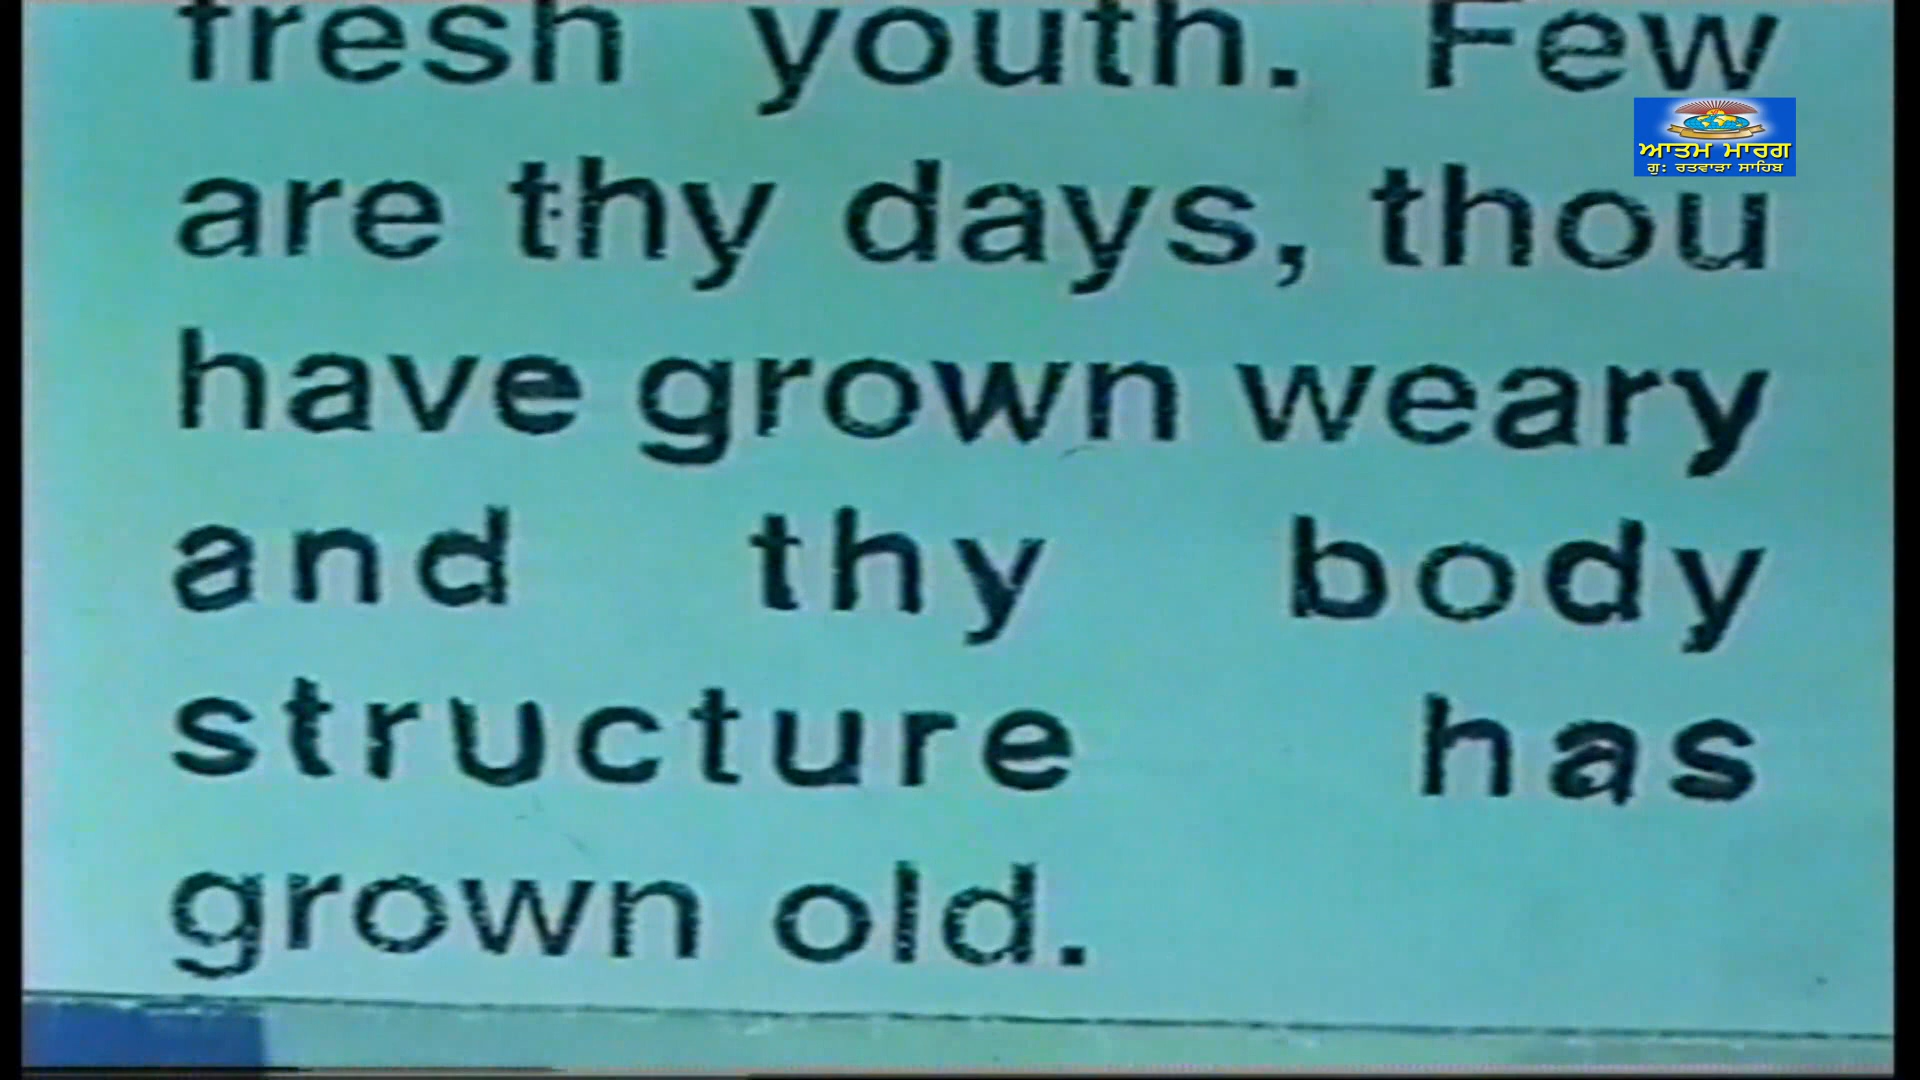 fresh youth. Few
ਆਤਮ ਮਾਰਗ
ਗੁ: ਰਤਵਾੜਾ ਸਾਹਿਬ
are thy days, thou
have grown weary
and thy body
structure has
grown old.